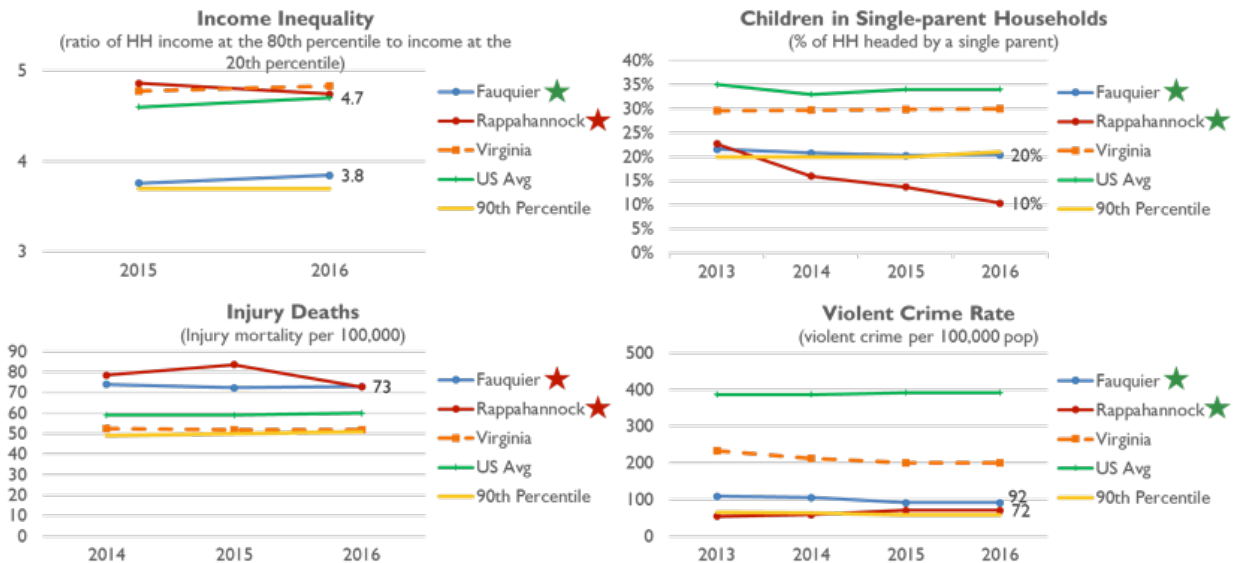 Income Inequality
(ratio of HH income at the 80th percentile to income at the
20th percentile)
5
4
3
4.7
3.8
2015
2016
Fauquier
Rappahannock
Virginia
US Avg
90th Percentile
Children in Single-parent Households
(% of HH headed by a single parent)
40%
35%
30%
25%
20%
15%
10%
5%
0%
20%
10%
2013
2014
2015
2016
Fauquier
Rappahannock
Virginia
US Avg
90th Percentile
Injury Deaths
(Injury mortality per 100,000)
90
80
70
60
50
40
30
20
10
0
73
2014
2015
2016
Fauquier
Rappahannock
Virginia
US Avg
90th Percentile
Violent Crime Rate
(violent crime per 100,000 pop)
500
400
300
200
100
0
92
72
2013
2014
2015
2016
Fauquier
Rappahannock
Virginia
US Avg
90th Percentile